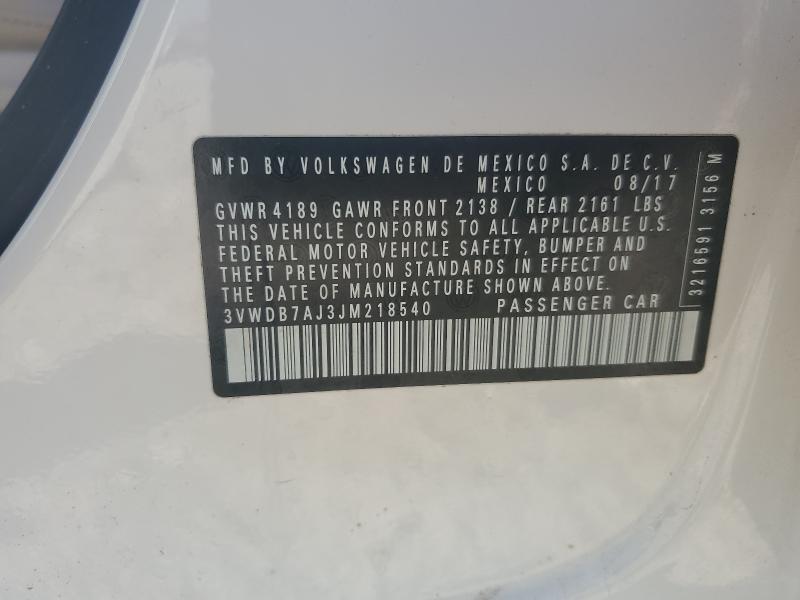 MFD BY VOLKSWAGEN DE MEXICO S.A. DE C.V.
MEXICO 08/17
GVWR 4189 GAWR FRONT 2138 / REAR 2161 LBS
THIS VEHICLE CONFORMS TO ALL APPLICABLE U.S.
FEDERAL MOTOR VEHICLE SAFETY, BUMPER AND
THEFT PREVENTION STANDARDS IN EFFECT ON
THE DATE OF MANUFACTURE SHOWN ABOVE.
3VWDB7AJ3JM218540 PASSENGER CAR
3216591 3156 M